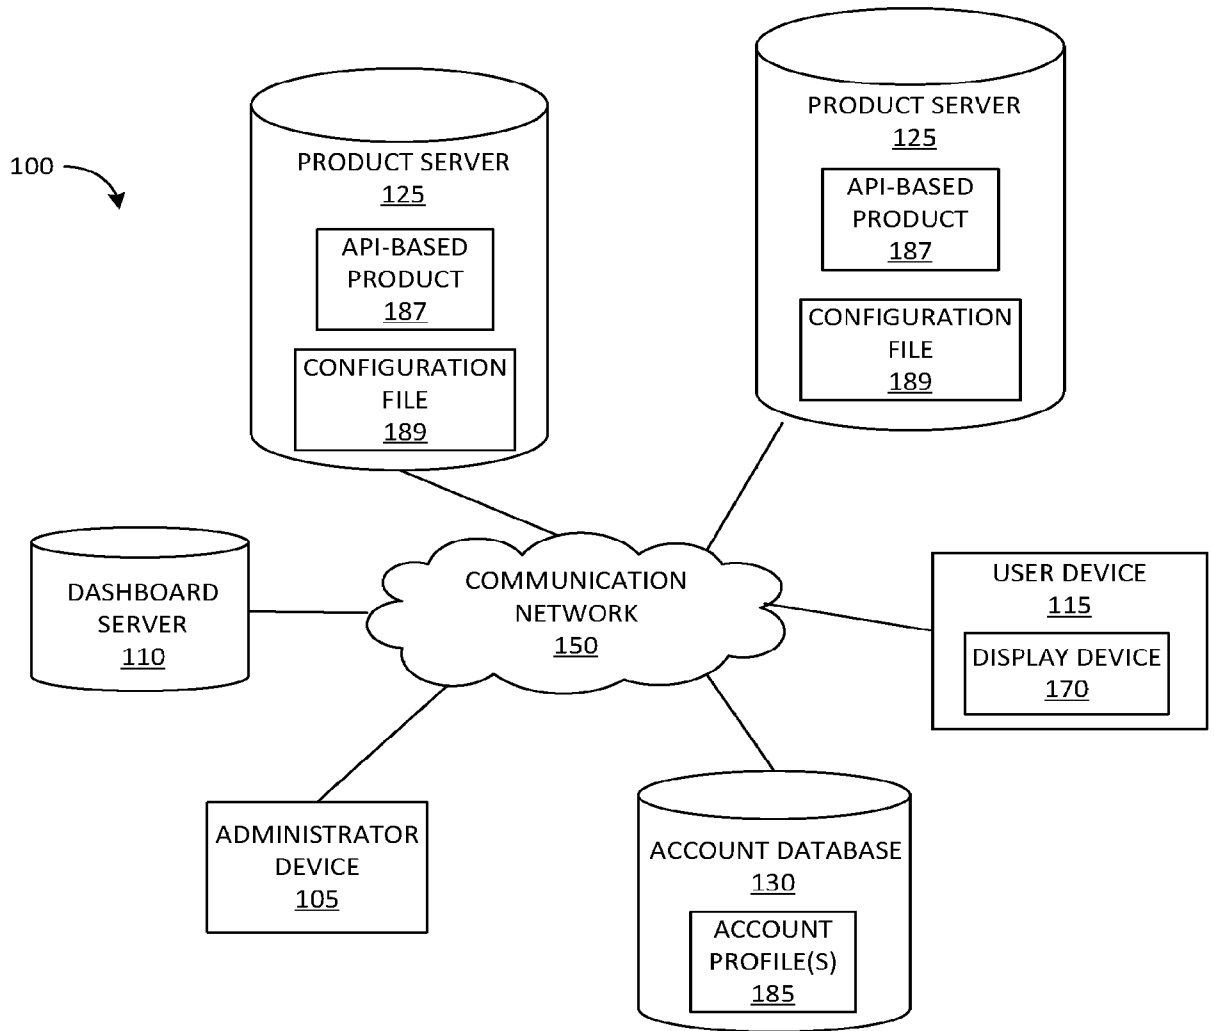 100
PRODUCT SERVER
125
API-BASED
PRODUCT
187
CONFIGURATION
FILE
189
PRODUCT SERVER
125
API-BASED
PRODUCT
187
CONFIGURATION
FILE
189
DASHBOARD
SERVER
110
COMMUNICATION
NETWORK
150
USER DEVICE
115
DISPLAY DEVICE
170
ADMINISTRATOR
DEVICE
105
ACCOUNT DATABASE
130
ACCOUNT
PROFILE(S)
185